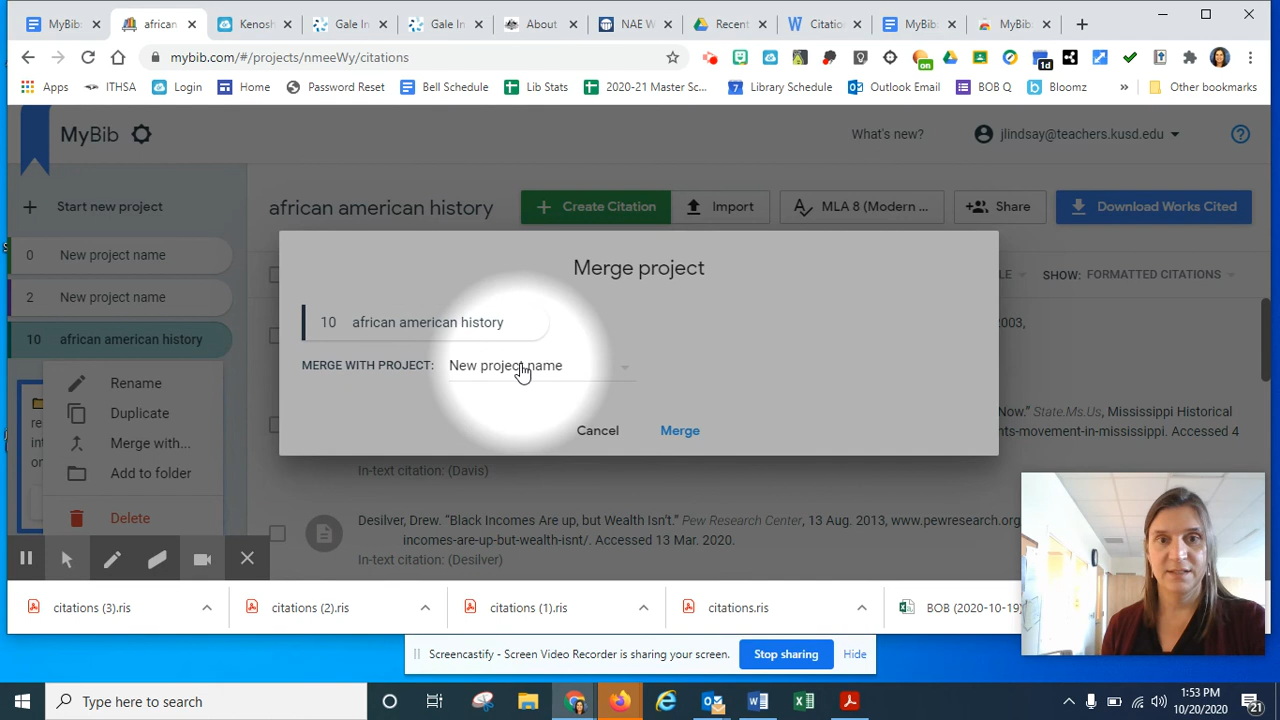 MyBib:
african
Kenosh
Gale In
Gale In
About
NAE W
Recent
Citatio
MyBib
MyBib:
mybib.com/#/projects/nmeeWy/citations
on
1d
Apps
ITHSA
Login
Home
Password Reset
Bell Schedule
Lib Stats
2020-21 Master Sc...
Library Schedule
Outlook Email
BOB Q
Bloomz
»
Other bookmarks
MyBib
What's new?
jlindsay@teachers.kusd.edu
Start new project
african american history
Create Citation
Import
MLA 8 (Modern ...
Share
Download Works Cited
0 New project name
2 New project name
10 african american history
Rename
Duplicate
Merge with...
Add to folder
Delete
SHOW: FORMATTED CITATIONS
2003,
Merge project
10 african american history
MERGE WITH PROJECT: New project name
Cancel
Merge
Now." State.Ms.Us, Mississippi Historical
nts-movement-in-mississippi. Accessed 4
In-text citation: (Davis)
Desilver, Drew. "Black Incomes Are up, but Wealth Isn't." Pew Research Center, 13 Aug. 2013, www.pewresearch.org
incomes-are-up-but-wealth-isnt/. Accessed 13 Mar. 2020.
In-text citation: (Desilver)
citations (3).ris
citations (2).ris
citations (1).ris
citations.ris
BOB (2020-10-19)
Screencastify - Screen Video Recorder is sharing your screen.
Stop sharing
Hide
Type here to search
1:53 PM
10/20/2020
21